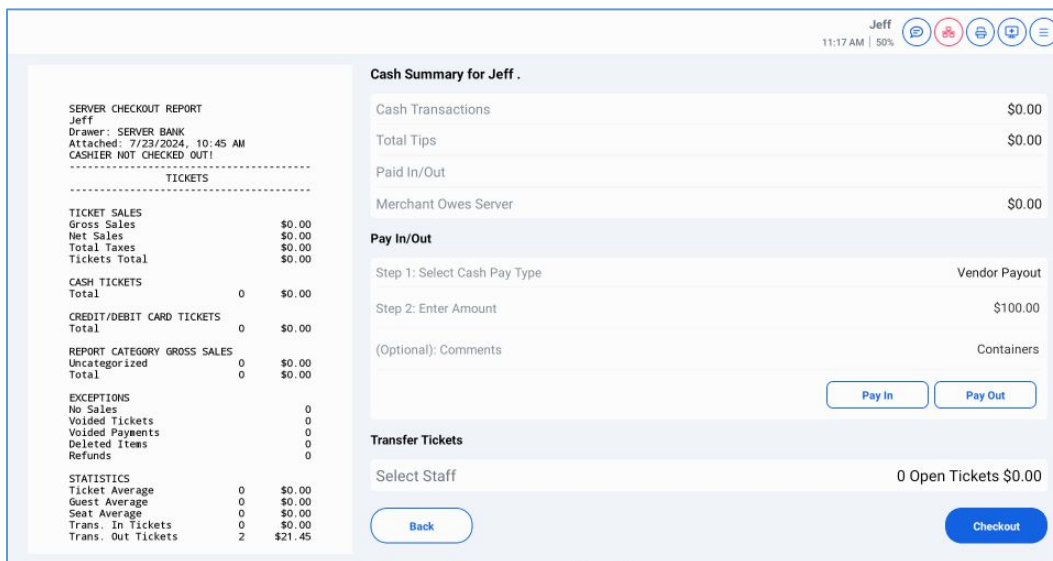 Jeff
11:17 AM | 50%
SERVER CHECKOUT REPORT
Jeff
Drawer: SERVER BANK
Attached: 7/23/2024, 10:45 AM
CASHIER NOT CHECKED OUT!
----------------------------------------
TICKETS
----------------------------------------
TICKET SALES
Gross Sales $0.00
Net Sales $0.00
Total Taxes $0.00
Tickets Total $0.00
CASH TICKETS
Total 0 $0.00
CREDIT/DEBIT CARD TICKETS
Total 0 $0.00
REPORT CATEGORY GROSS SALES
Uncategorized 0 $0.00
Total 0 $0.00
EXCEPTIONS
No Sales 0
Voided Tickets 0
Voided Payments 0
Deleted Items 0
Refunds 0
STATISTICS
Ticket Average 0 $0.00
Guest Average 0 $0.00
Seat Average 0 $0.00
Trans. In Tickets 0 $0.00
Trans. Out Tickets 2 $21.45
Cash Summary for Jeff .
Cash Transactions $0.00
Total Tips $0.00
Paid In/Out
Merchant Owes Server $0.00
Pay In/Out
Step 1: Select Cash Pay Type Vendor Payout
Step 2: Enter Amount $100.00
(Optional): Comments Containers
Pay In Pay Out
Transfer Tickets
Select Staff 0 Open Tickets $0.00
Back Checkout